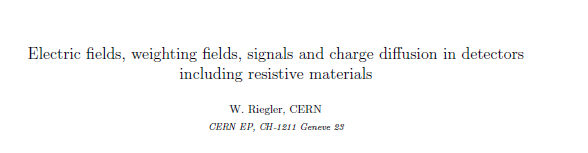 Electric fields, weighting fields, signals and charge diffusion in detectors
including resistive materials
W. Riegler, CERN
CERN EP, CH-1211 Geneve 23